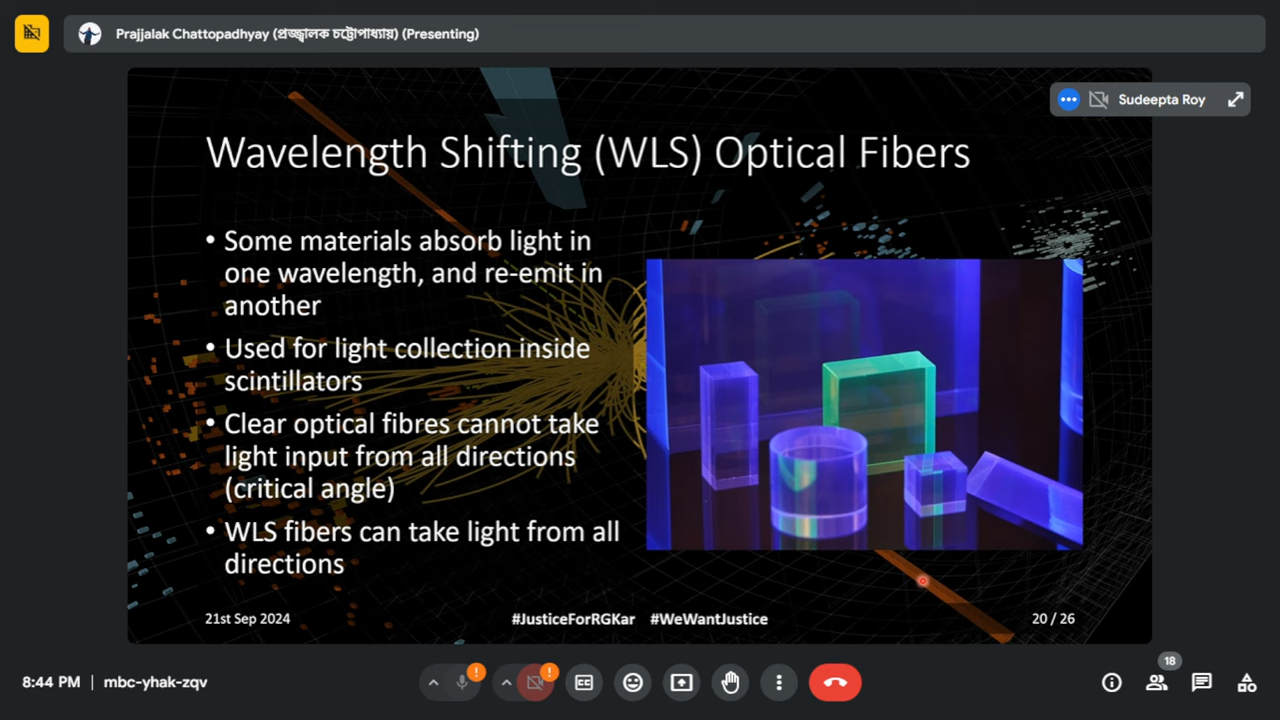 Prajjalak Chattopadhyay (প্রজ্জ্বালক চট্টোপাধ্যায়) (Presenting)
Sudeepta Roy
Wavelength Shifting (WLS) Optical Fibers
• Some materials absorb light in
one wavelength, and re-emit in
another
• Used for light collection inside
scintillators
• Clear optical fibres cannot take
light input from all directions
(critical angle)
• WLS fibers can take light from all
directions
21st Sep 2024
#JusticeForRGKar #WeWantJustice
20 / 26
18
8:44 PM | mbc-yhak-zqv